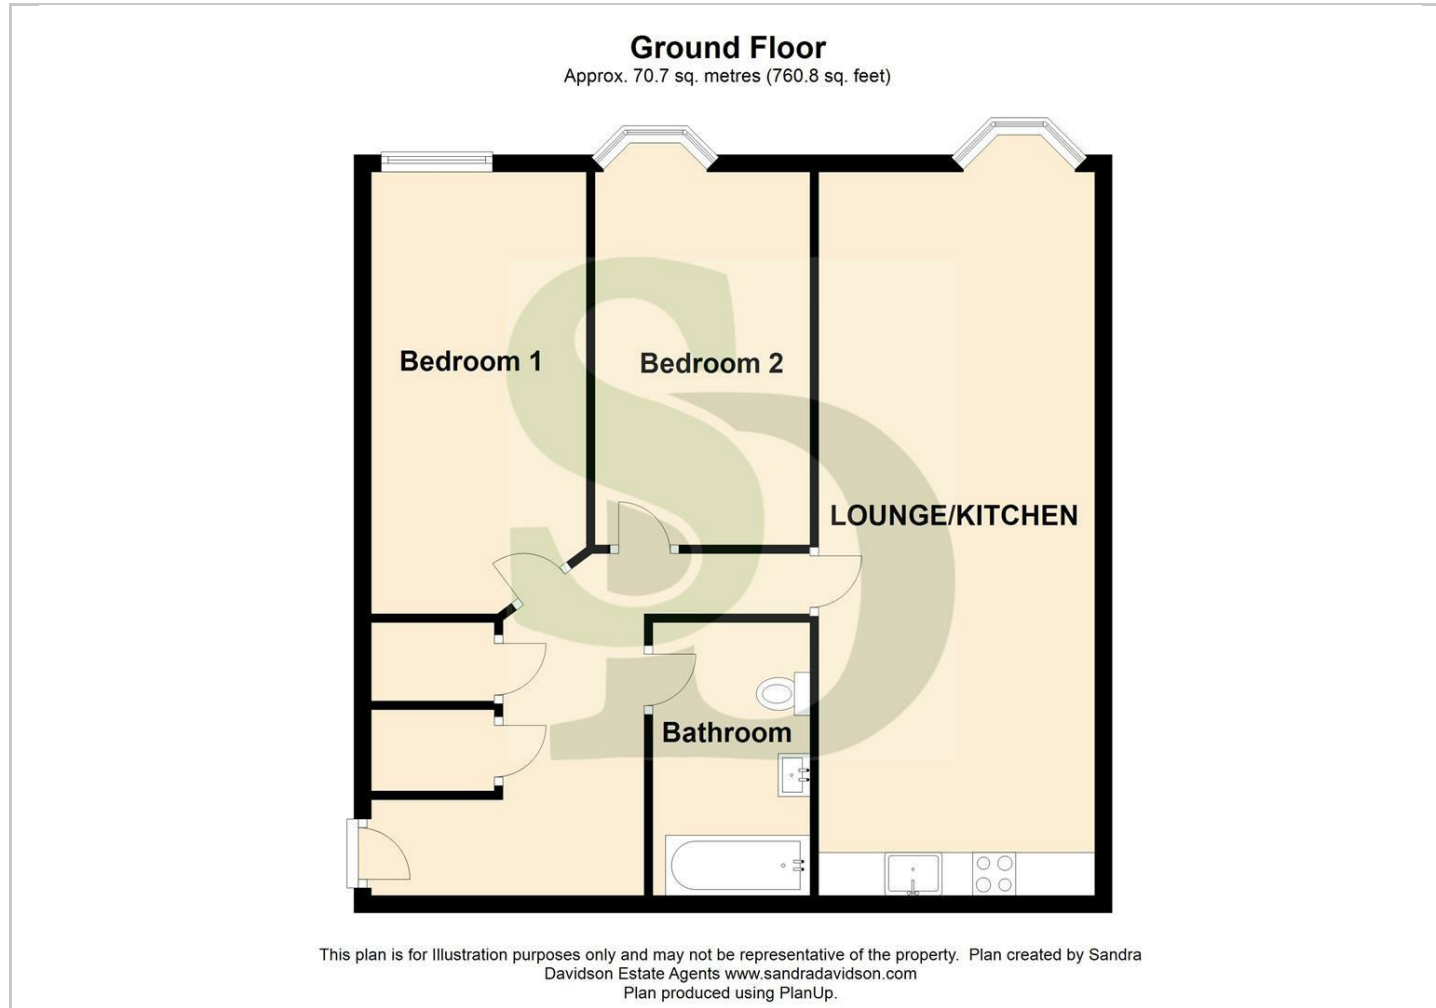 Ground Floor
Approx. 70.7 sq. metres (760.8 sq. feet)
Bedroom 1
Bedroom 2
LOUNGE/KITCHEN
Bathroom
SD
This plan is for Illustration purposes only and may not be representative of the property. Plan created by Sandra
Davidson Estate Agents www.sandradavidson.com
Plan produced using PlanUp.